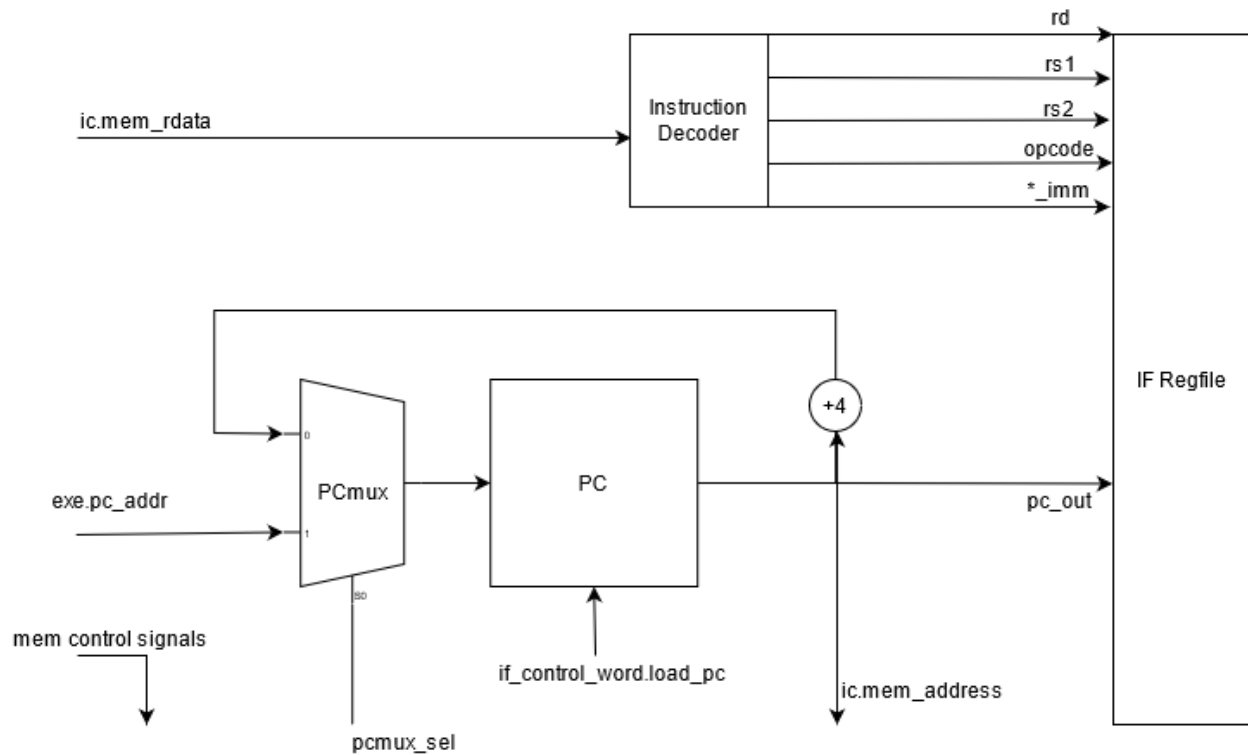 rd
rs1
ic.mem_rdata
Instruction
Decoder
rs2
opcode
*_imm
IF Regfile
+4
0
PCmux
PC
exe.pc_addr
1
pc_out
S0
mem control signals
if_control_word.load_pc
ic.mem_address
pcmux_sel